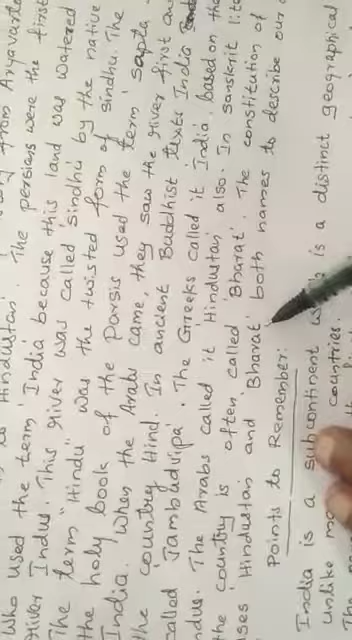 from Aryavarta
Hindustan'. The persians were the first
Who used the term 'India' because this land was watered
river Indus. This river was called 'Sindhu' by the native
The term "Hindu" was the twisted form of Sindhu. The
the holy book of the Parsis used the term 'sapta
India. When the Arabs came, they saw the river first
the country Hind. In ancient Buddhist texts India
called 'Jambudvipa'. The Greeks called it India, based on the
ndus. The Arabs called it 'Hindustan' also. In sanskrit lite
the country is often called 'Bharat'. The constitution of
uses Hindustan and 'Bharat' both names to describe our
Points to Remember:
India is a subcontinent is a distinct geographical
unlike countries.
The